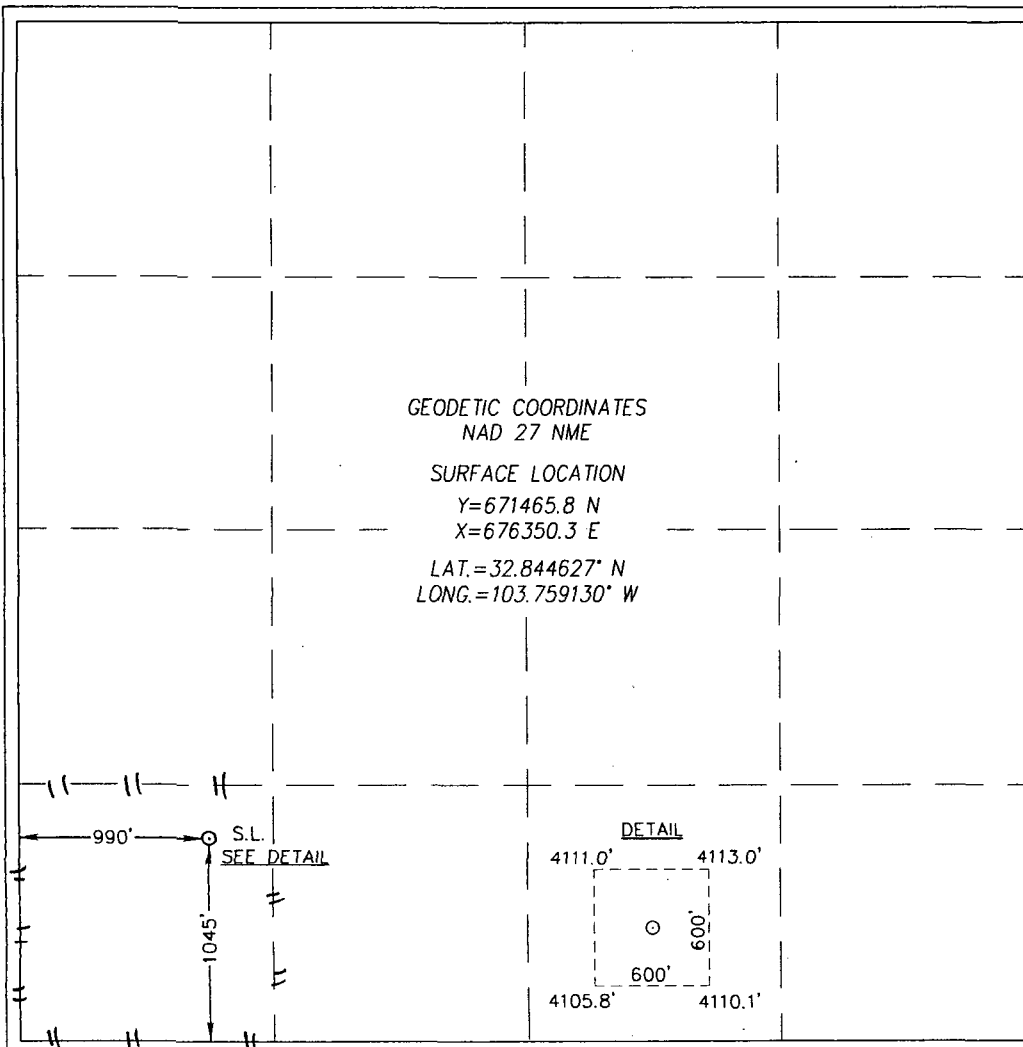 GEODETIC COORDINATES
NAD 27 NME
SURFACE LOCATION
Y=671465.8 N
X=676350.3 E
LAT.=32.844627° N
LONG.=103.759130° W
990'
S.L.
SEE DETAIL
1045'
DETAIL
4111.0' 4113.0'
600'
600'
4105.8' 4110.1'